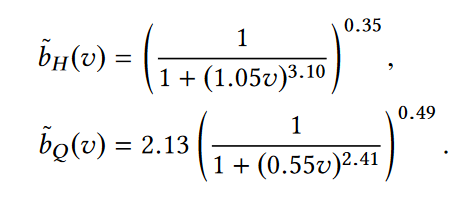 b̃_H(v) = (1 / (1 + (1.05v)^{3.10}))^{0.35},
b̃_Q(v) = 2.13 (1 / (1 + (0.55v)^{2.41}))^{0.49}.